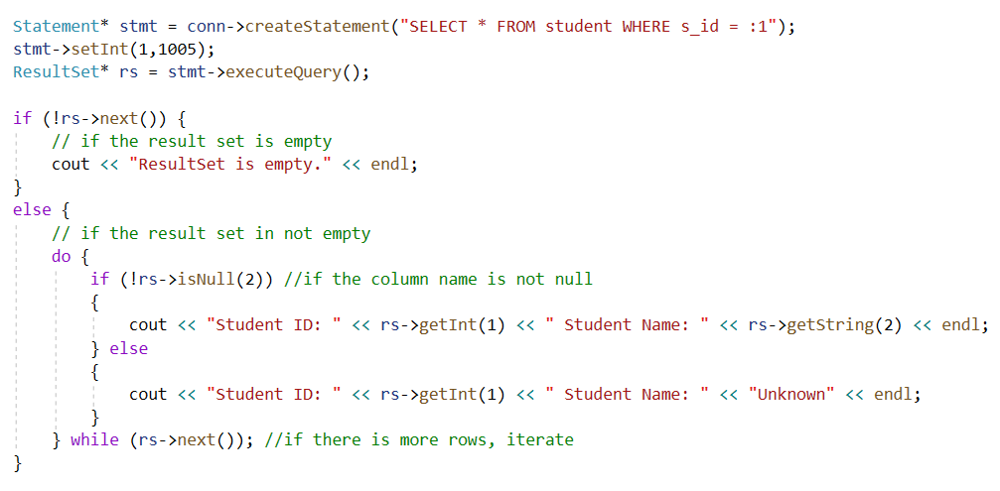 Statement* stmt = conn->createStatement("SELECT * FROM student WHERE s_id = :1");
stmt->setInt(1,1005);
ResultSet* rs = stmt->executeQuery();

if (!rs->next()) {
    // if the result set is empty
    cout << "ResultSet is empty." << endl;
}
else {
    // if the result set in not empty
    do {
        if (!rs->isNull(2)) //if the column name is not null
        {
            cout << "Student ID: " << rs->getInt(1) << " Student Name: " << rs->getString(2) << endl;
        } else
        {
            cout << "Student ID: " << rs->getInt(1) << " Student Name: " << "Unknown" << endl;
        }
    } while (rs->next()); //if there is more rows, iterate
}